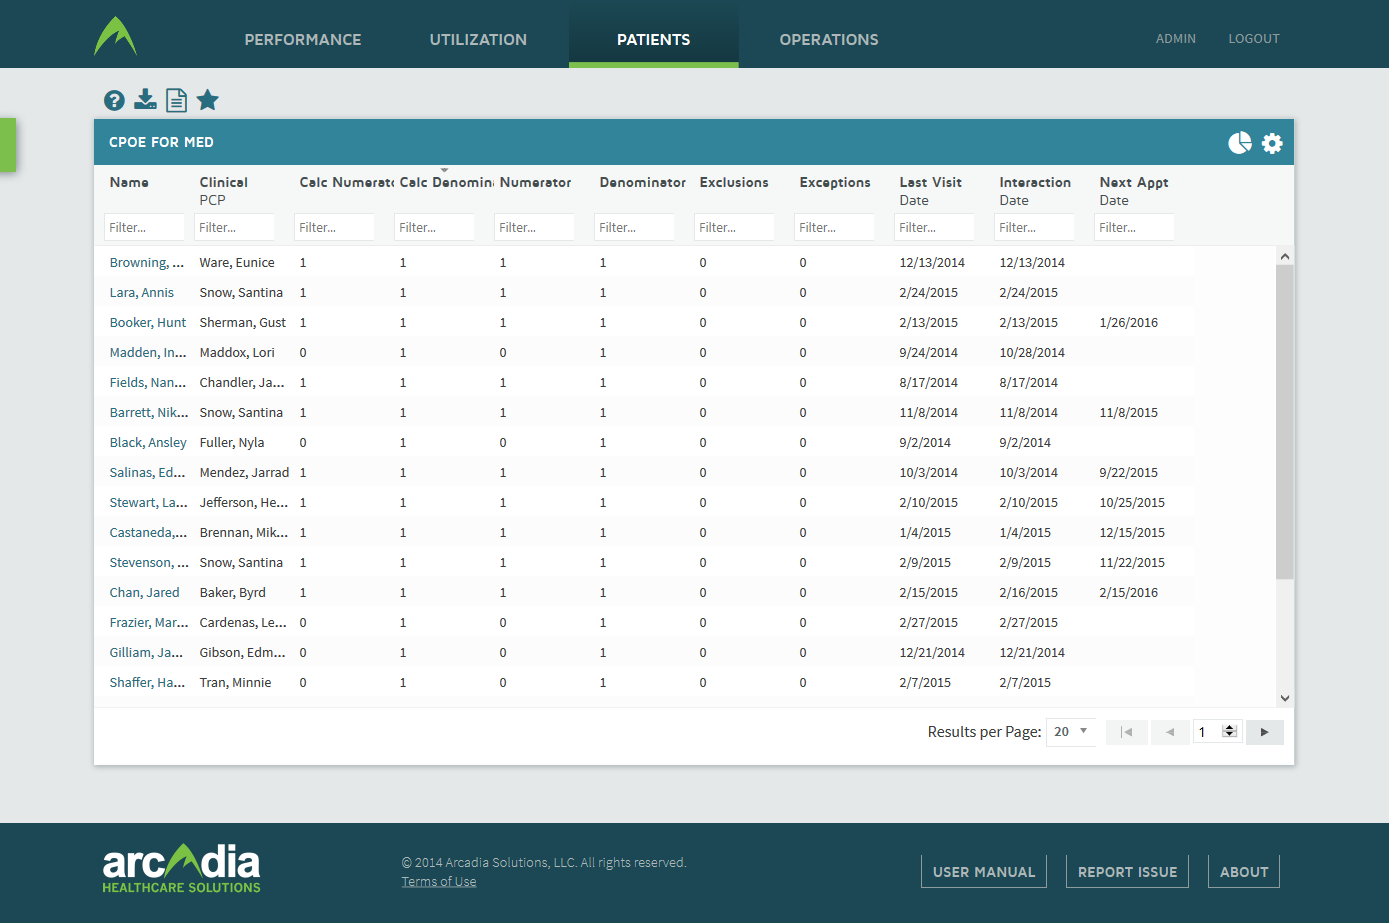 PERFORMANCE UTILIZATION PATIENTS OPERATIONS ADMIN LOGOUT
CPOE FOR MED
Name Clinical Calc Numerato Calc Denomina Numerator Denominator Exclusions Exceptions Last Visit Interaction Next Appt
PCP Date Date Date
Filter... Filter... Filter... Filter... Filter... Filter... Filter... Filter... Filter... Filter... Filter...
Browning, ... Ware, Eunice 1 1 1 1 0 0 12/13/2014 12/13/2014
Lara, Annis Snow, Santina 1 1 1 1 0 0 2/24/2015 2/24/2015
Booker, Hunt Sherman, Gust 1 1 1 1 0 0 2/13/2015 2/13/2015 1/26/2016
Madden, In... Maddox, Lori 0 1 0 1 0 0 9/24/2014 10/28/2014
Fields, Nan... Chandler, Ja... 1 1 1 1 0 0 8/17/2014 8/17/2014
Barrett, Nik... Snow, Santina 1 1 1 1 0 0 11/8/2014 11/8/2014 11/8/2015
Black, Ansley Fuller, Nyla 0 1 0 1 0 0 9/2/2014 9/2/2014
Salinas, Ed... Mendez, Jarrad 1 1 1 1 0 0 10/3/2014 10/3/2014 9/22/2015
Stewart, La... Jefferson, He... 1 1 1 1 0 0 2/10/2015 2/10/2015 10/25/2015
Castaneda,... Brennan, Mik... 1 1 1 1 0 0 1/4/2015 1/4/2015 12/15/2015
Stevenson, ... Snow, Santina 1 1 1 1 0 0 2/9/2015 2/9/2015 11/22/2015
Chan, Jared Baker, Byrd 1 1 1 1 0 0 2/15/2015 2/16/2015 2/15/2016
Frazier, Mar... Cardenas, Le... 0 1 0 1 0 0 2/27/2015 2/27/2015
Gilliam, Ja... Gibson, Edm... 0 1 0 1 0 0 12/21/2014 12/21/2014
Shaffer, Ha... Tran, Minnie 0 1 0 1 0 0 2/7/2015 2/7/2015
Results per Page: 20 1
arcadia
HEALTHCARE SOLUTIONS
© 2014 Arcadia Solutions, LLC. All rights reserved.
Terms of Use
USER MANUAL REPORT ISSUE ABOUT